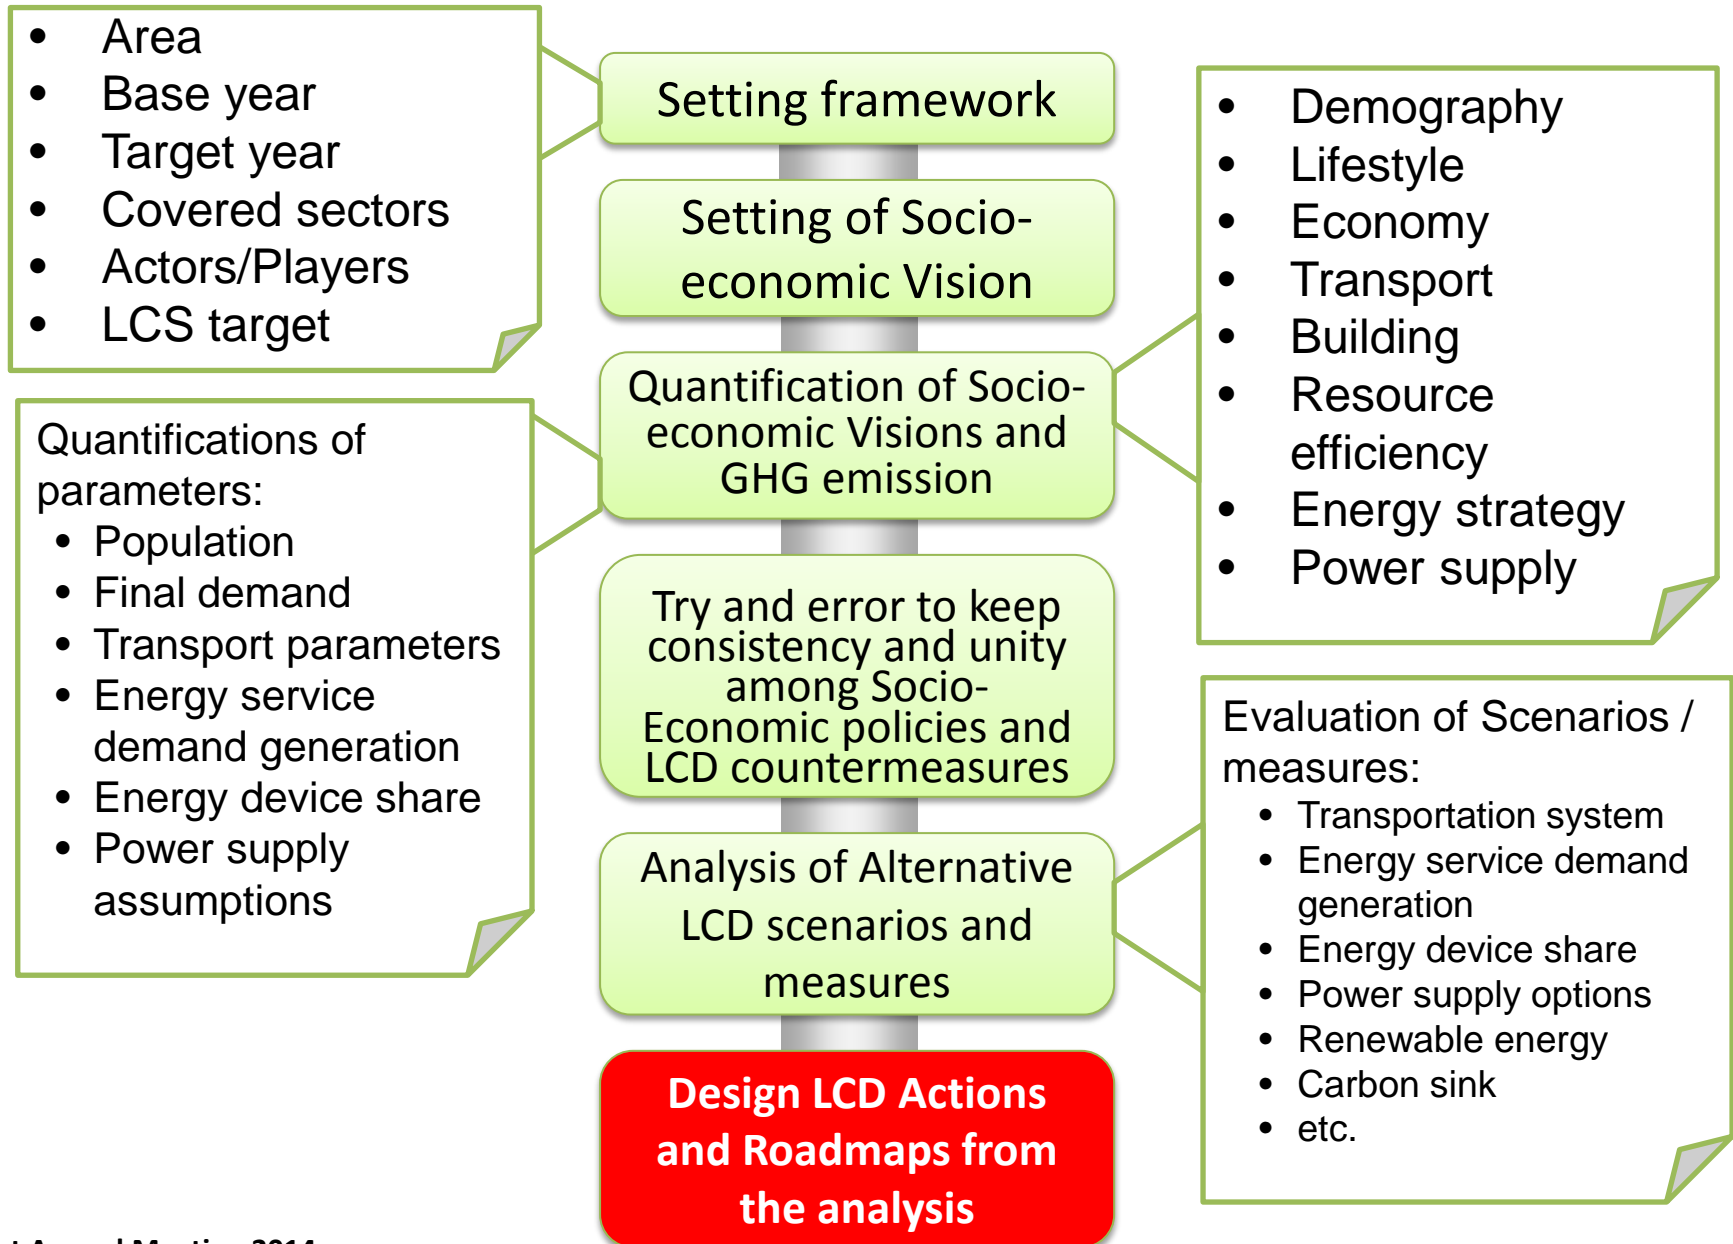 • Area
• Base year
• Target year
• Covered sectors
• Actors/Players
• LCS target
Setting framework
Setting of Socio-
economic Vision
Quantification of Socio-
economic Visions and
GHG emission
• Demography
• Lifestyle
• Economy
• Transport
• Building
• Resource
efficiency
• Energy strategy
• Power supply
Quantifications of
parameters:
• Population
• Final demand
• Transport parameters
• Energy service
demand generation
• Energy device share
• Power supply
assumptions
Try and error to keep
consistency and unity
among Socio-
Economic policies and
LCD countermeasures
Analysis of Alternative
LCD scenarios and
measures
Evaluation of Scenarios /
measures:
• Transportation system
• Energy service demand
generation
• Energy device share
• Power supply options
• Renewable energy
• Carbon sink
• etc.
Design LCD Actions
and Roadmaps from
the analysis